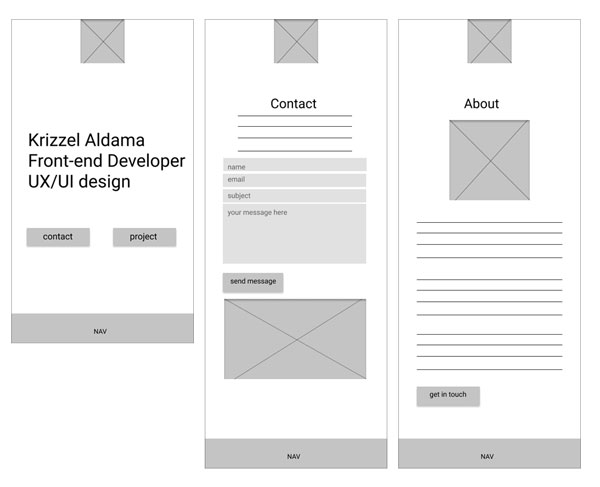 Krizzel Aldama
Front-end Developer
UX/UI design
contact
project
NAV
Contact
name
email
subject
your message here
send message
NAV
About
get in touch
NAV